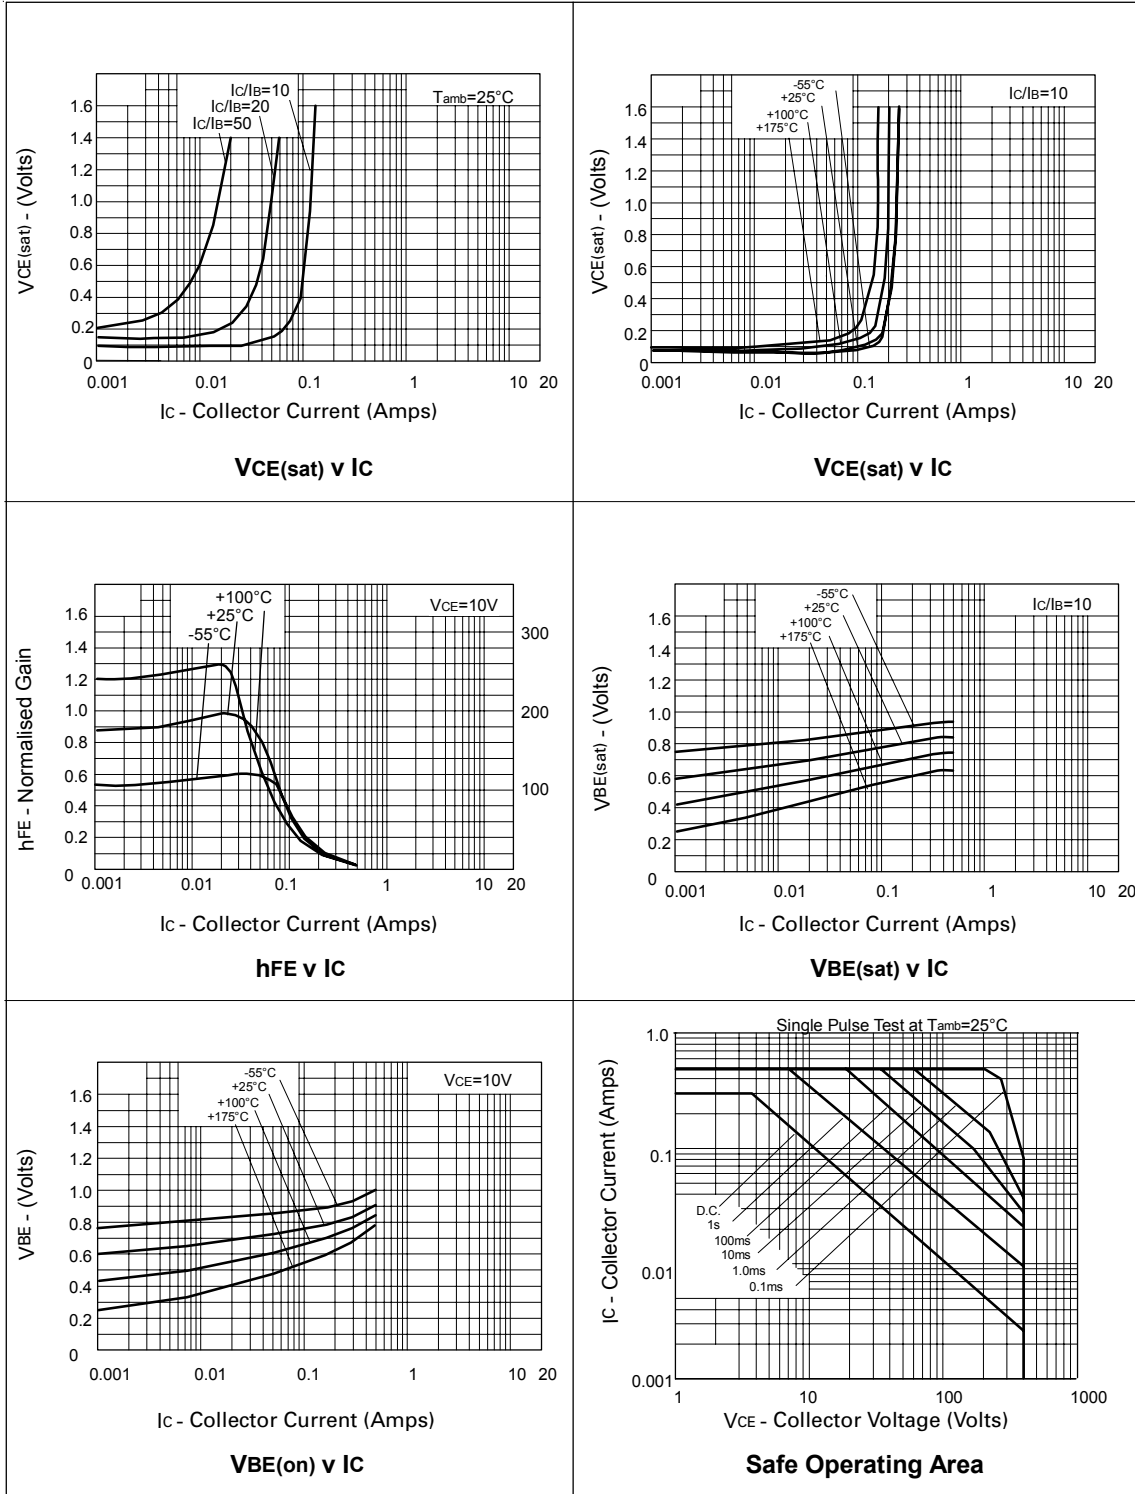 IC/IB=10
IC/IB=20
IC/IB=50
Tamb=25°C
1.6
1.4
1.2
1.0
0.8
0.6
0.4
0.2
0
VCE(sat) - (Volts)
0.001 0.01 0.1 1 10 20
IC - Collector Current (Amps)
VCE(sat) v IC
-55°C
+25°C
+100°C
+175°C
IC/IB=10
1.6
1.4
1.2
1.0
0.8
0.6
0.4
0.2
0
VCE(sat) - (Volts)
0.001 0.01 0.1 1 10 20
IC - Collector Current (Amps)
VCE(sat) v IC
+100°C
+25°C
-55°C
VCE=10V
1.6
1.4
1.2
1.0
0.8
0.6
0.4
0.2
0
hFE - Normalised Gain
300
200
100
0.001 0.01 0.1 1 10 20
IC - Collector Current (Amps)
hFE v IC
-55°C
+25°C
+100°C
+175°C
IC/IB=10
1.6
1.4
1.2
1.0
0.8
0.6
0.4
0.2
0
VBE(sat) - (Volts)
0.001 0.01 0.1 1 10 20
IC - Collector Current (Amps)
VBE(sat) v IC
-55°C
+25°C
+100°C
+175°C
VCE=10V
1.6
1.4
1.2
1.0
0.8
0.6
0.4
0.2
0
VBE - (Volts)
0.001 0.01 0.1 1 10 20
IC - Collector Current (Amps)
VBE(on) v IC
Single Pulse Test at Tamb=25°C
1.0
0.1
0.01
0.001
IC - Collector Current (Amps)
D.C.
1s
100ms
10ms
1.0ms
0.1ms
1 10 100 1000
VCE - Collector Voltage (Volts)
Safe Operating Area